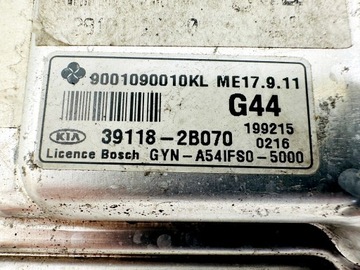 9001090010KL ME17.9.11
G44
199215
KIA 39118-2B070 0216
Licence Bosch GYN-A54IFS0-5000